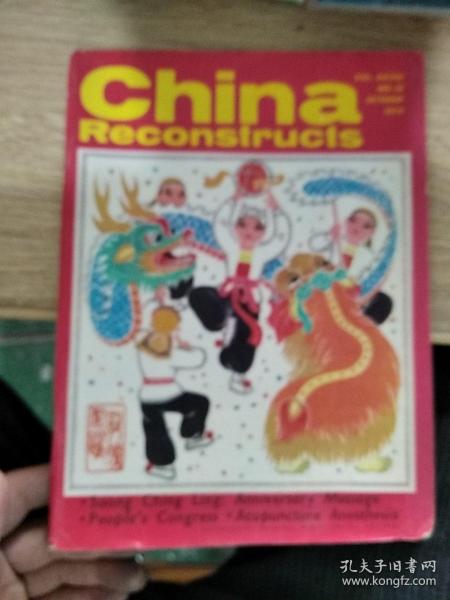 China
Reconstructs
• Soong Ching Ling: Anniversary Message
• People's Congress • Acupuncture Anesthesia
孔夫子旧书网
www.kongfz.com